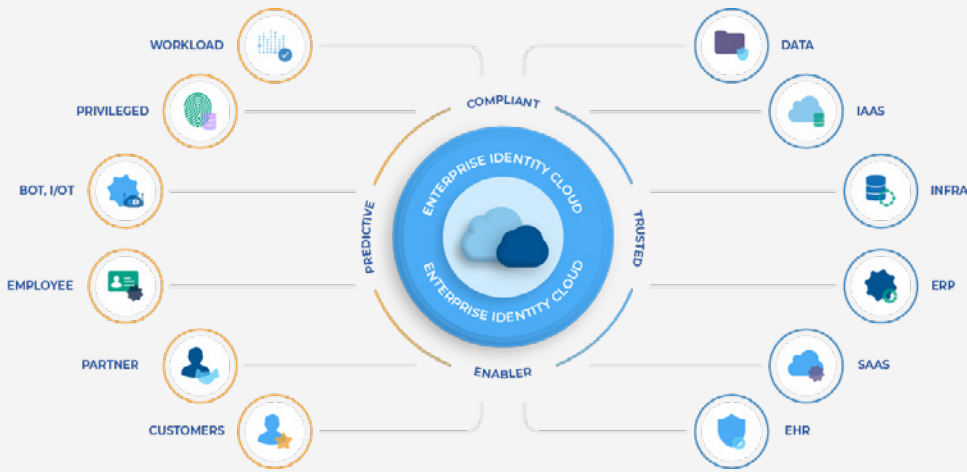 WORKLOAD
DATA
PRIVILEGED
COMPLIANT
IAAS
BOT, I/OT
ENTERPRISE IDENTITY CLOUD
INFRA
PREDICTIVE
TRUSTED
EMPLOYEE
ENTERPRISE IDENTITY CLOUD
ERP
PARTNER
ENABLER
SAAS
CUSTOMERS
EHR